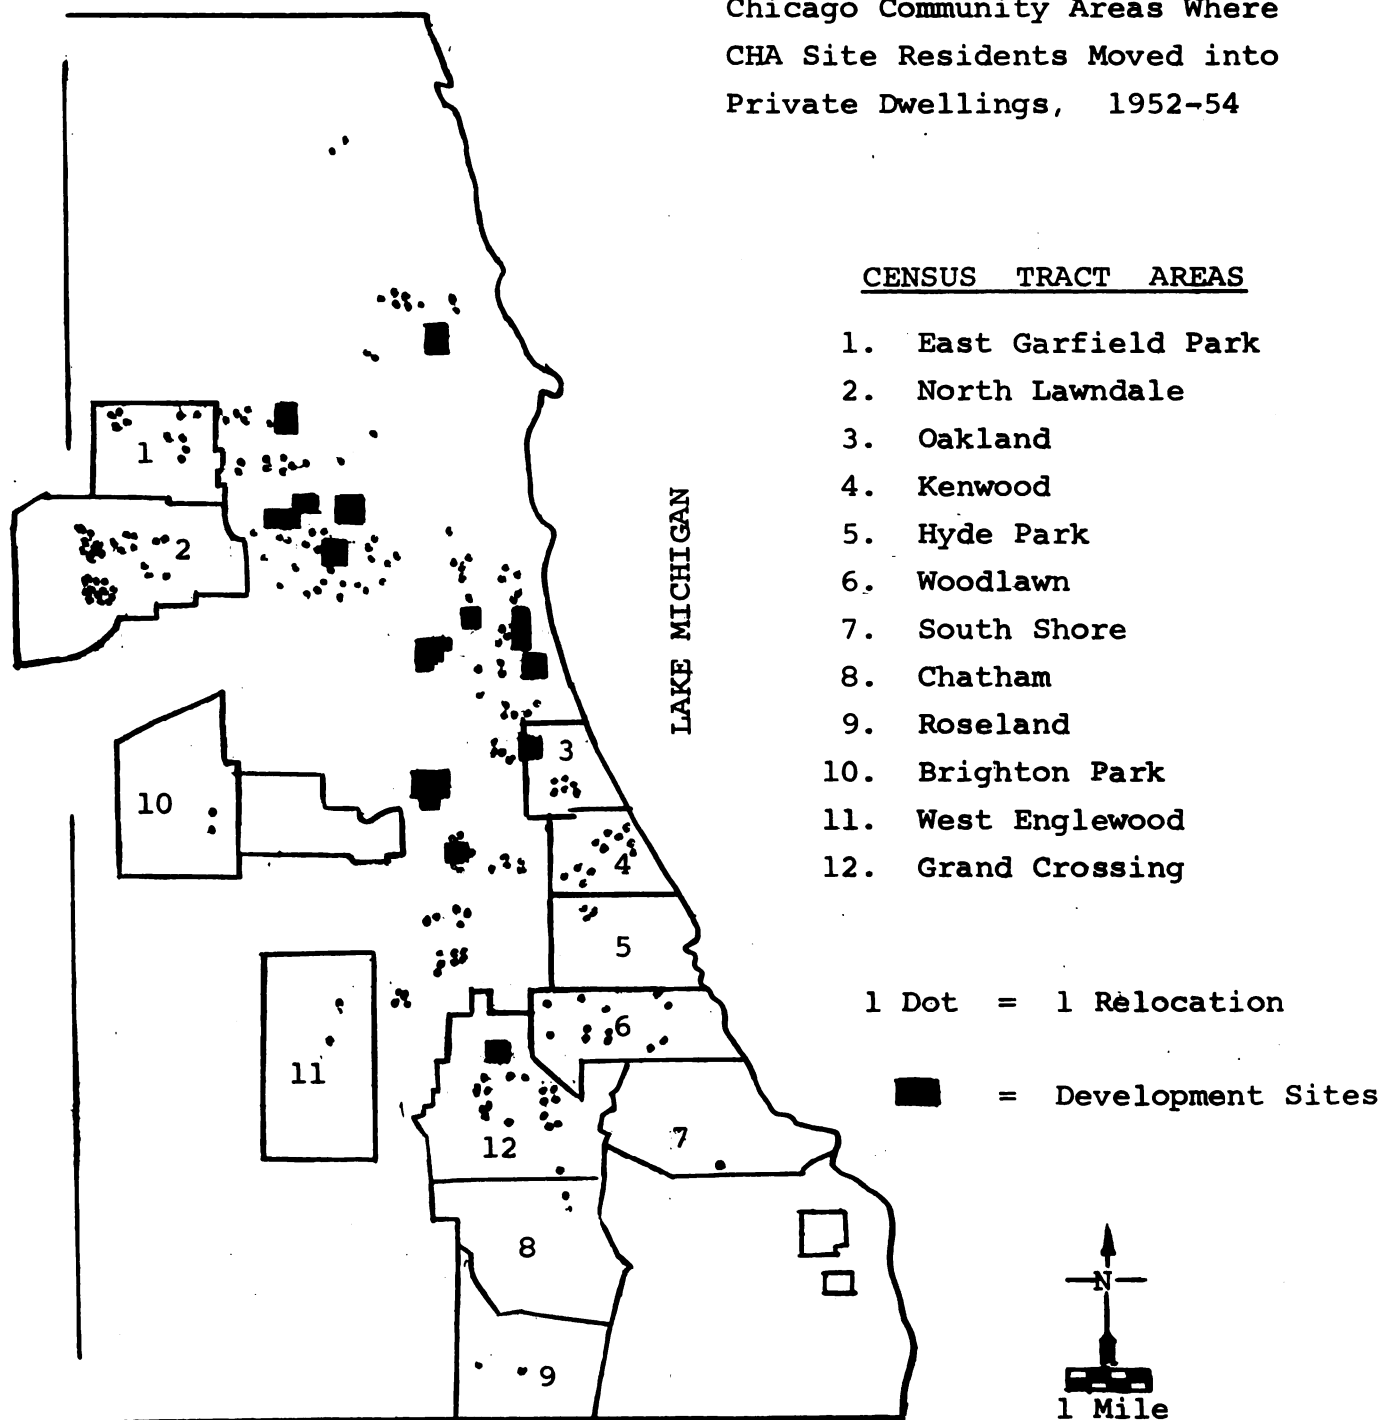 Chicago Community Areas Where
CHA Site Residents Moved into
Private Dwellings, 1952-54
CENSUS TRACT AREAS
1. East Garfield Park
2. North Lawndale
3. Oakland
4. Kenwood
5. Hyde Park
6. Woodlawn
7. South Shore
8. Chatham
9. Roseland
10. Brighton Park
11. West Englewood
12. Grand Crossing
1 Dot = 1 Relocation
= Development Sites
LAKE MICHIGAN
1
2
3
10
4
5
6
11
12
7
8
9
N
1 Mile